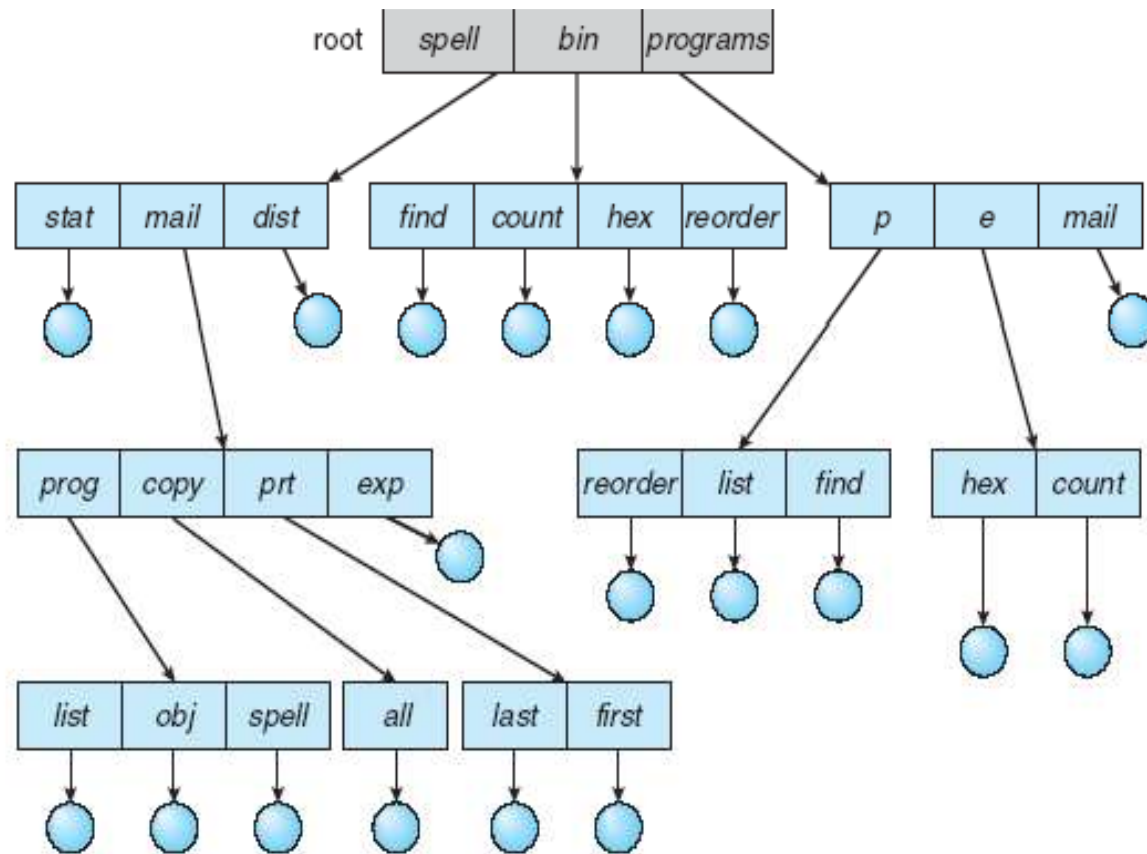 root spell bin programs
stat mail dist find count hex reorder p e mail
prog copy prt exp reorder list find hex count
list obj spell all last first